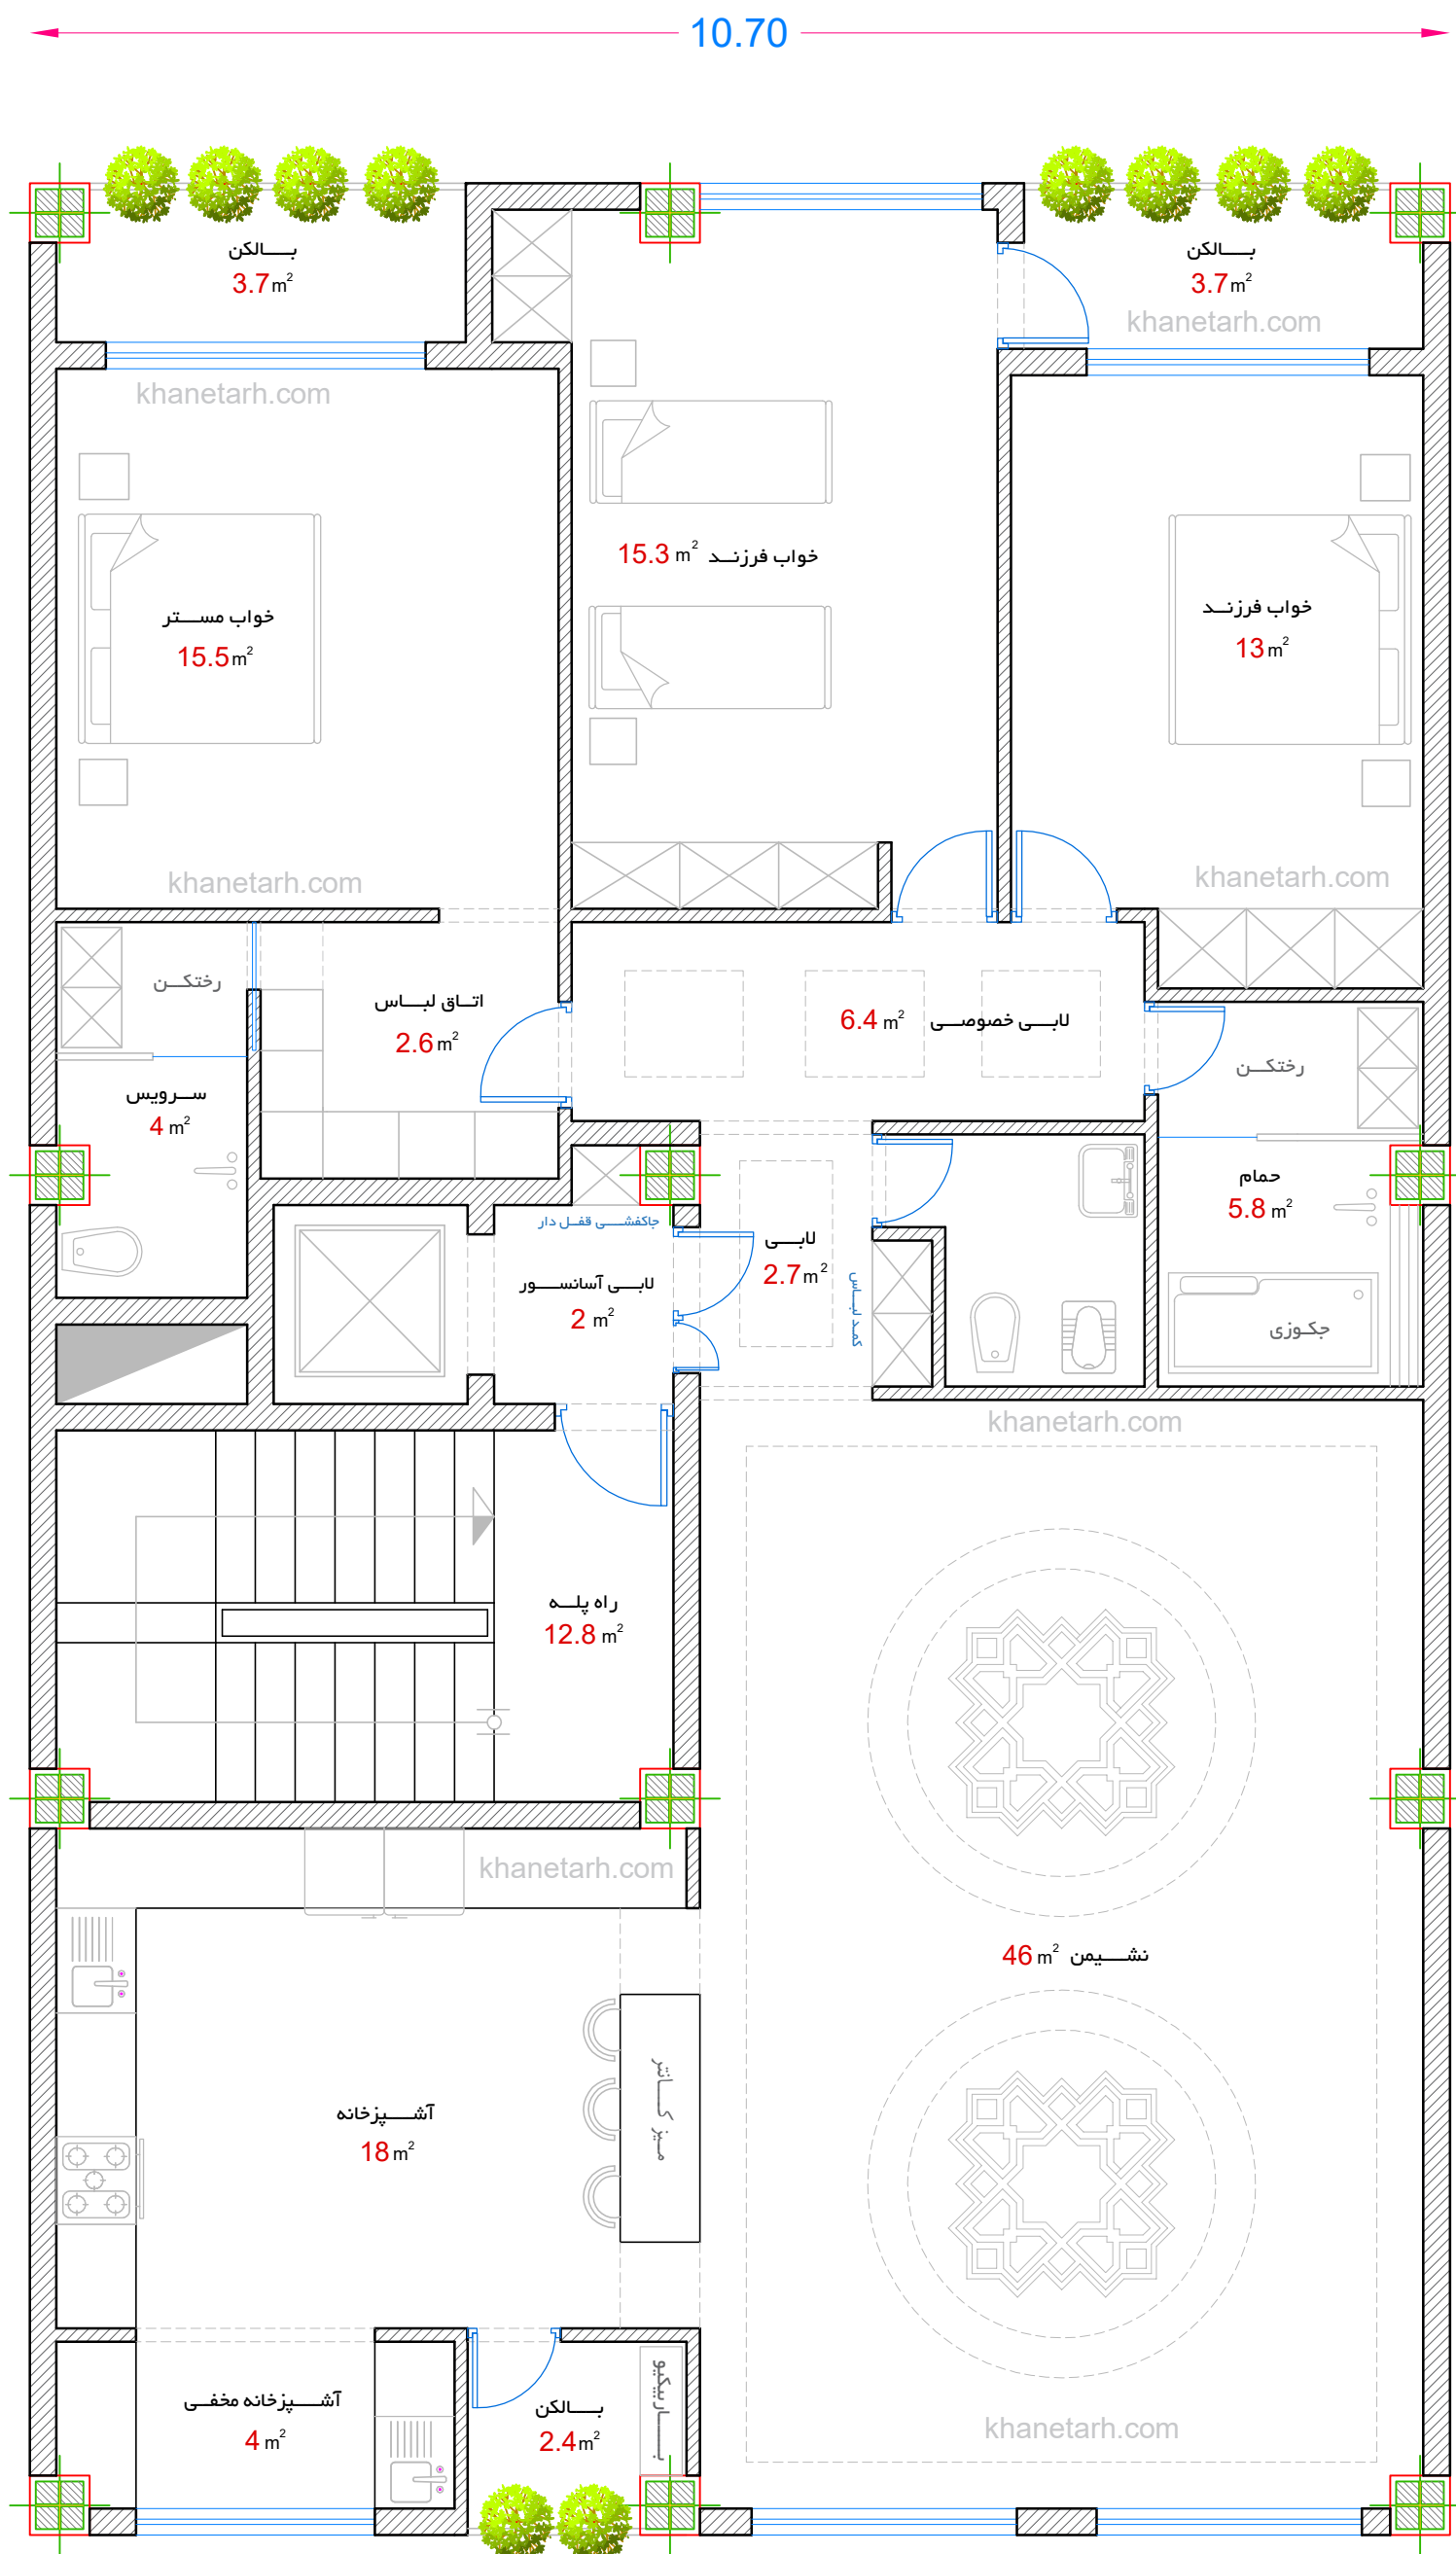 10.70
بالکن
3.7 m²
بالکن
3.7 m²
khanetarh.com
khanetarh.com
خواب فرزند 15.3 m²
خواب مستر
15.5 m²
خواب فرزند
13 m²
khanetarh.com
khanetarh.com
رختکن
اتاق لباس
2.6 m²
لابی خصوصی 6.4 m²
رختکن
سرویس
4 m²
حمام
5.8 m²
جاکفشی قفل دار
لابی
2.7 m²
لابی آسانسور
2 m²
کمد لباس
جکوزی
khanetarh.com
راه پله
12.8 m²
khanetarh.com
نشیمن 46 m²
میز کانتر
آشپزخانه
18 m²
آشپزخانه مخفی
4 m²
بالکن
2.4 m²
باربیکیو
khanetarh.com